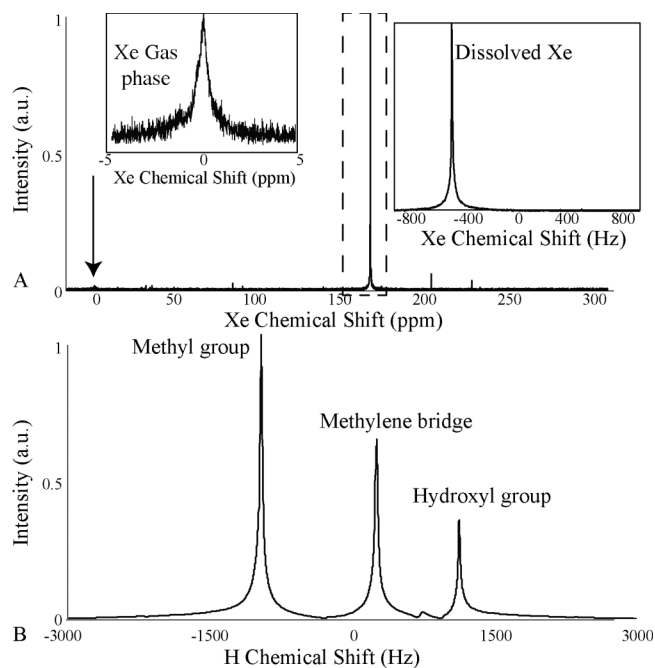 1
Xe Gas
phase
-5
0
5
Xe Chemical Shift (ppm)
Dissolved Xe
-800
-400
0
400
800
Xe Chemical Shift (Hz)
Intensity (a.u.)
0.5
0
A
0
50
100
150
200
250
300
Xe Chemical Shift (ppm)
1
Methyl group
Methylene bridge
Hydroxyl group
Intensity (a.u.)
0.5
0
B
-3000
-1500
0
1500
3000
H Chemical Shift (Hz)